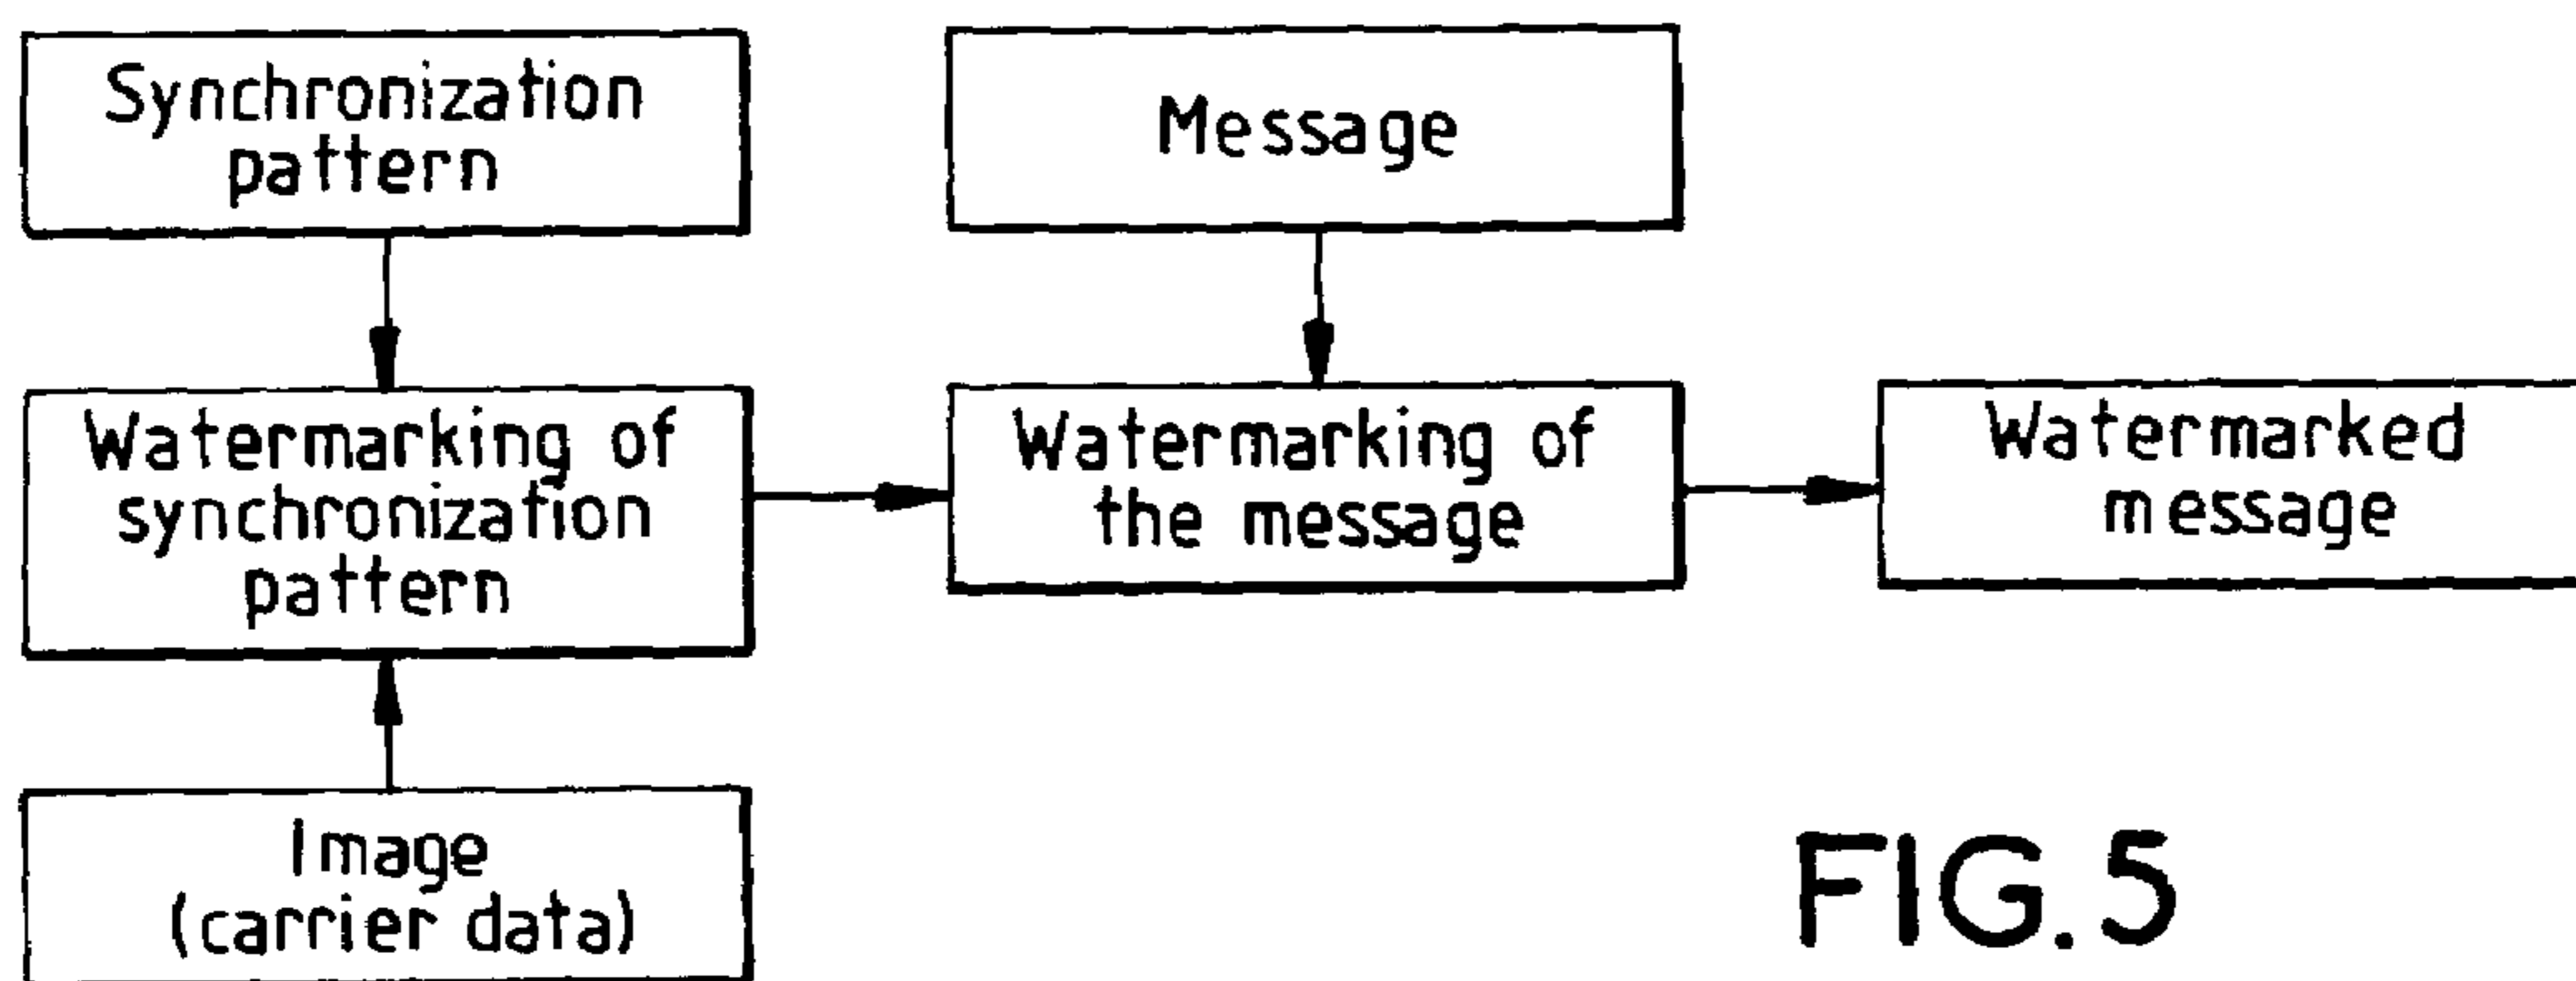 Synchronization
pattern
Message
Watermarking of
synchronization
pattern
Watermarking of
the message
Watermarked
message
Image
(carrier data)
FIG.5